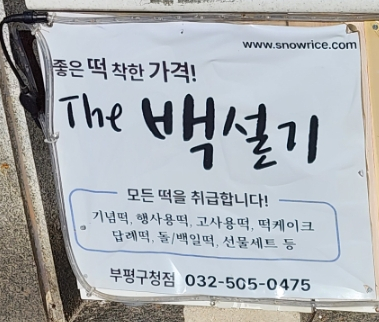 www.snowrice.com
좋은 떡 착한 가격!
The 백설기
모든 떡을 취급합니다!
기념떡, 행사용떡, 고사용떡, 떡케이크
답례떡, 돌/백일떡, 선물세트 등
부평구청점 032-505-0475